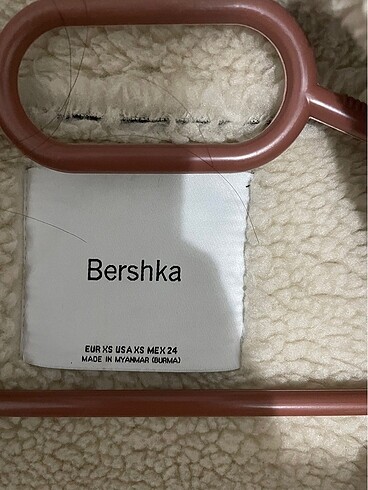 Bershka
EUR XS USA XS MEX 24
MADE IN MYANMAR (BURMA)